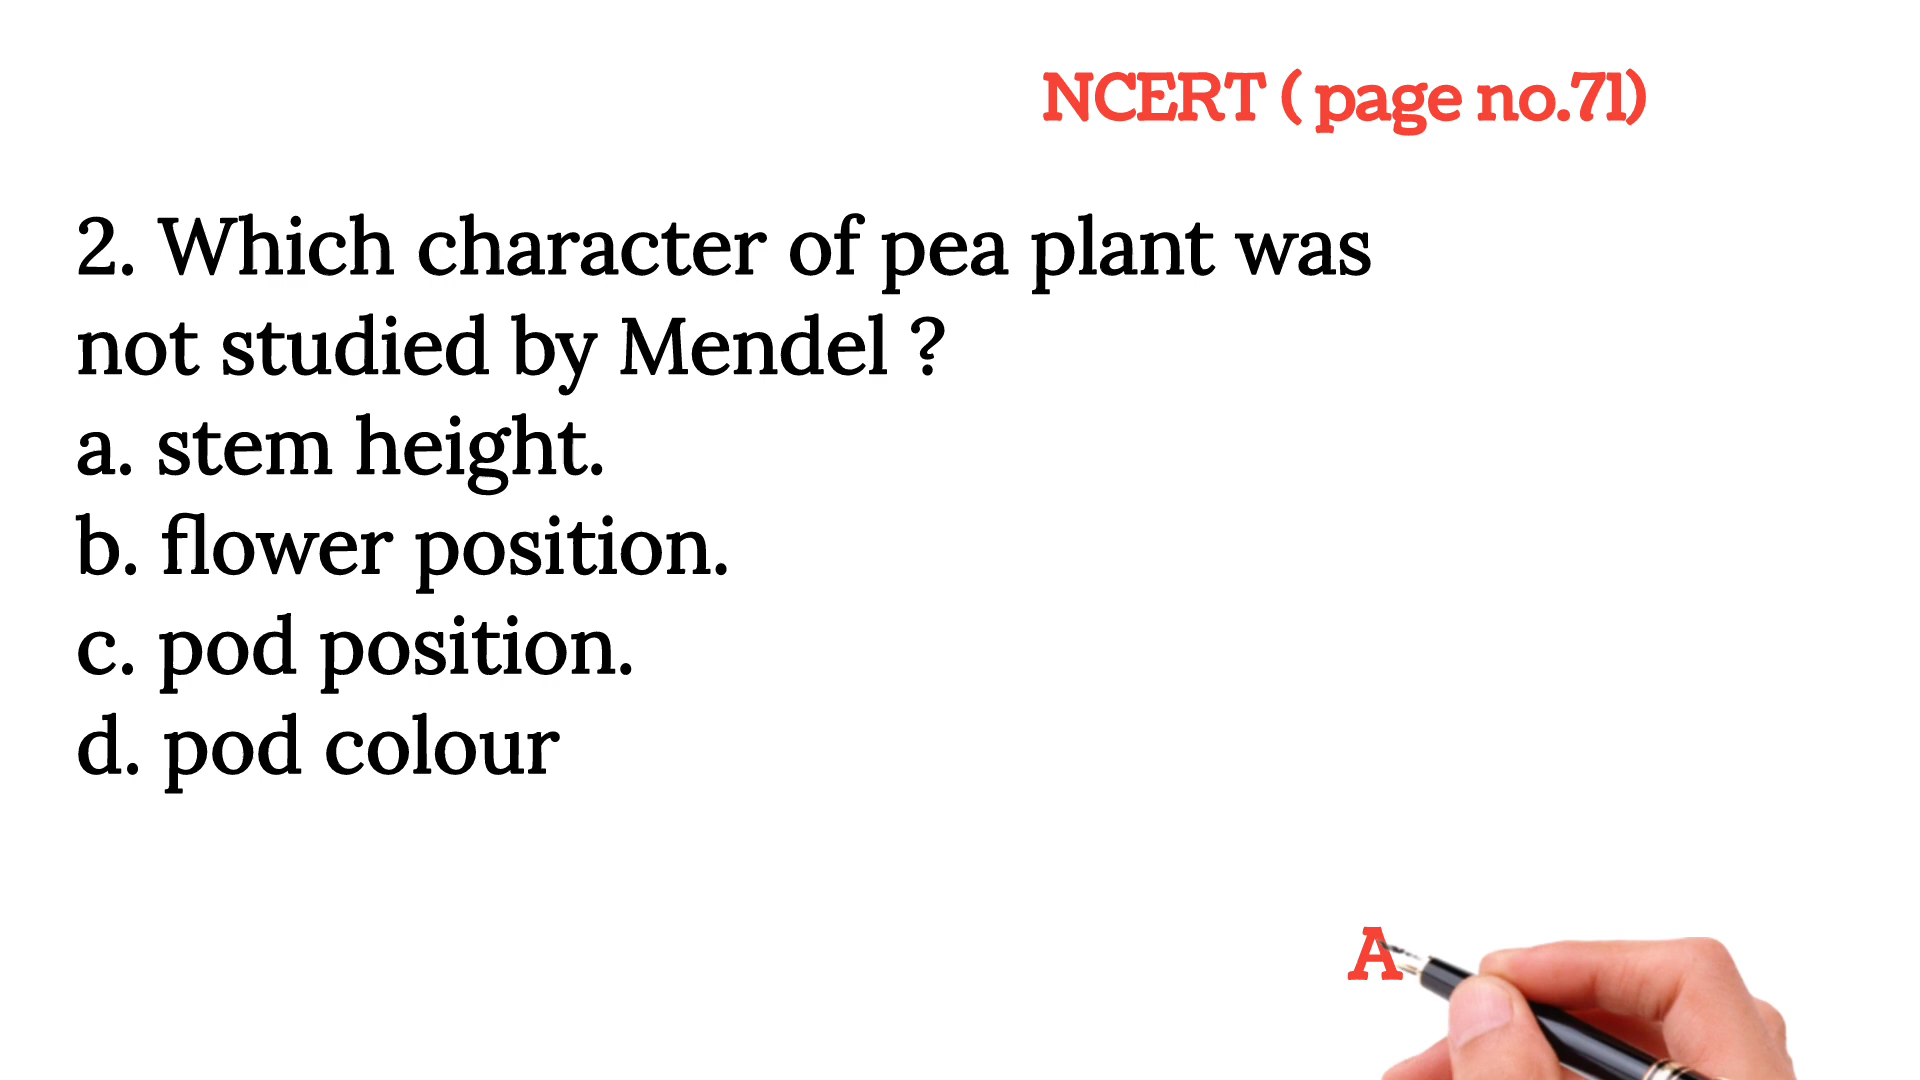 NCERT ( page no.71)
2. Which character of pea plant was
not studied by Mendel ?
a. stem height.
b. flower position.
c. pod position.
d. pod colour
A